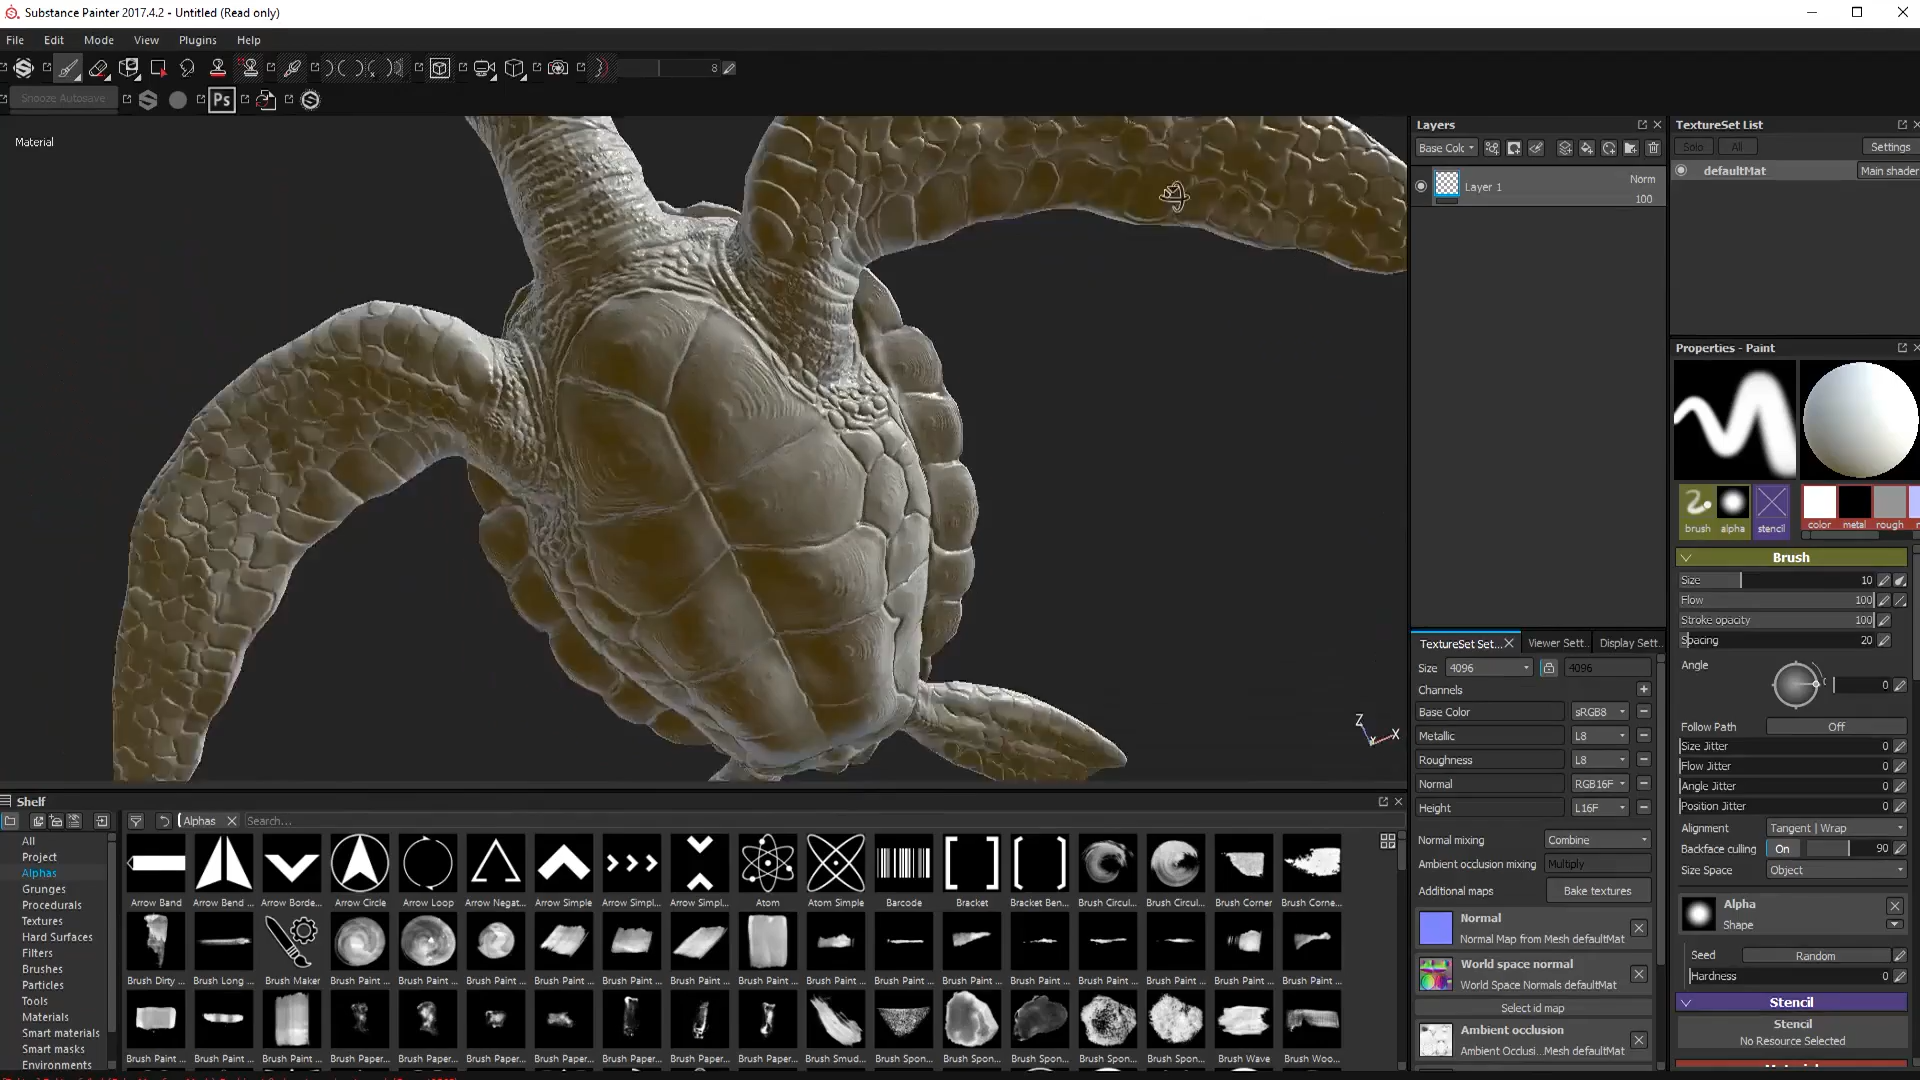 Substance Painter 2017.4.2 - Untitled (Read only)
File Edit Mode View Plugins Help
8
Snooze Autosave
Ps
Material
Z
X
Layers
Base Colc
Layer 1
Norm
100
TextureSet List
Solo All Settings
defaultMat Main shader
Properties - Paint
brush alpha stencil color metal rough
Brush
Size 10
Flow 100
Stroke opacity 100
Spacing 20
Angle 0
Follow Path Off
Size Jitter 0
Flow Jitter 0
Angle Jitter 0
Position Jitter 0
Alignment Tangent | Wrap
Backface culling On 90
Size Space Object
Alpha
Shape
Seed Random
Hardness 0
Stencil
Stencil
No Resource Selected
TextureSet Set... Viewer Sett Display Sett
Size 4096 4096
Channels
Base Color sRGB8
Metallic L8
Roughness L8
Normal RGB16F
Height L16F
Normal mixing Combine
Ambient occlusion mixing Multiply
Additional maps Bake textures
Normal
Normal Map from Mesh defaultMat
World space normal
World Space Normals defaultMat
Select id map
Ambient occlusion
Ambient Occlusi...Mesh defaultMat
Shelf
Alphas Search...
All
Project
Alphas
Grunges
Procedurals
Textures
Hard Surfaces
Filters
Brushes
Particles
Tools
Materials
Smart materials
Smart masks
Environments
Arrow Band Arrow Bend ... Arrow Borde... Arrow Circle Arrow Loop Arrow Negat... Arrow Simple Arrow Simpl... Arrow Simpl... Atom Atom Simple Barcode Bracket Bracket Ben... Brush Circul... Brush Circul... Brush Corner Brush Corne...
Brush Dirty ... Brush Long ... Brush Maker Brush Paint ... Brush Paint ... Brush Paint ... Brush Paint ... Brush Paint ... Brush Paint ... Brush Paint ... Brush Paint ... Brush Paint ... Brush Paint ... Brush Paint ... Brush Paint ... Brush Paint ... Brush Paint ... Brush Paint ...
Brush Paint ... Brush Paint ... Brush Paint ... Brush Paper... Brush Paper... Brush Paper... Brush Paper... Brush Paper... Brush Paper... Brush Paper... Brush Smud... Brush Spon... Brush Spon... Brush Spon... Brush Spon... Brush Spon... Brush Wave Brush Woo...